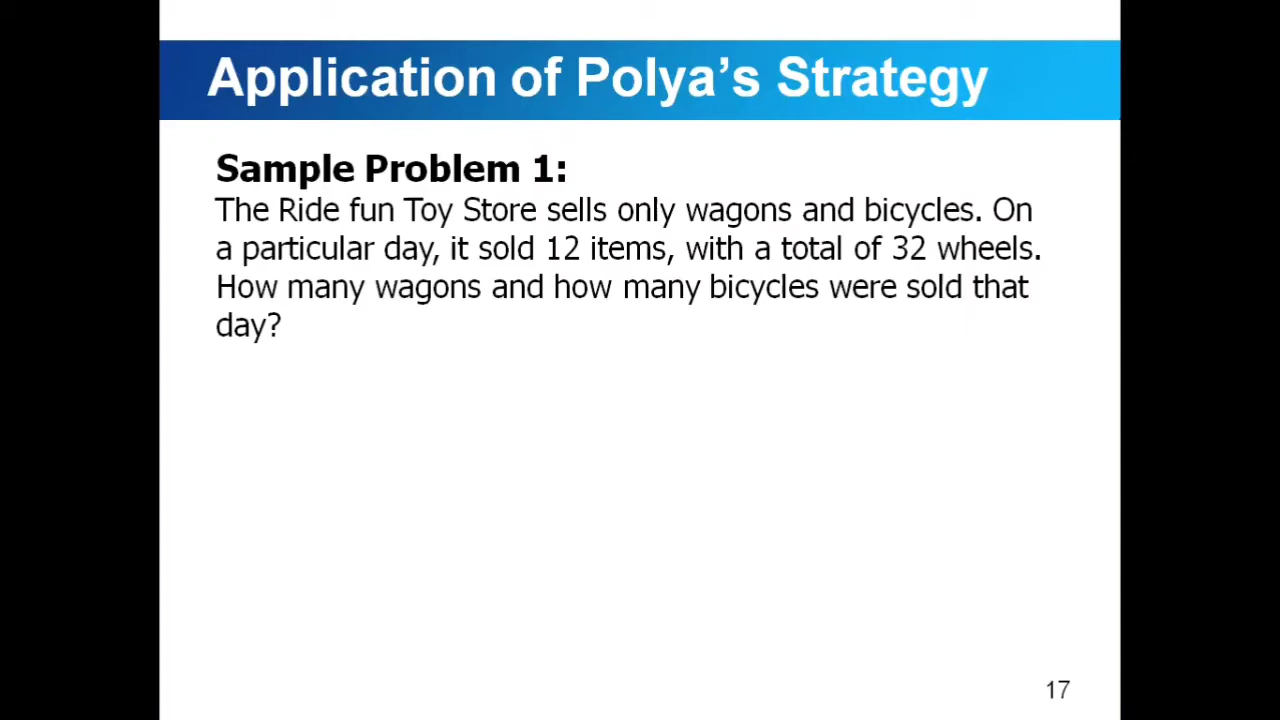 Application of Polya's Strategy
Sample Problem 1:
The Ride fun Toy Store sells only wagons and bicycles. On
a particular day, it sold 12 items, with a total of 32 wheels.
How many wagons and how many bicycles were sold that
day?
17